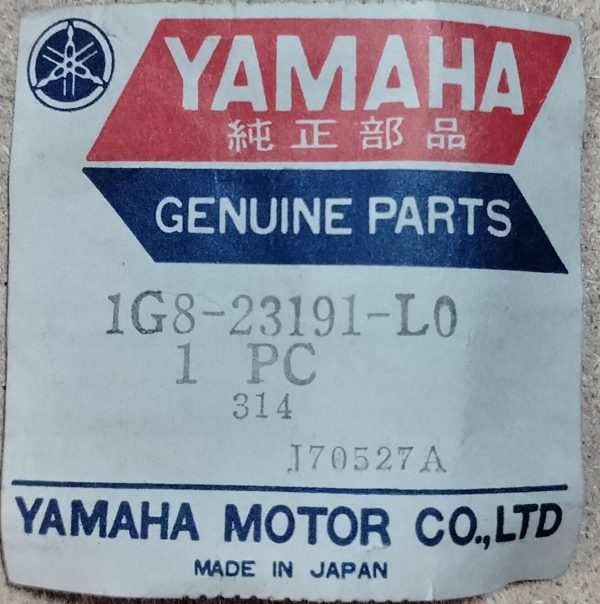 YAMAHA
純正部品
GENUINE PARTS
1G8-23191-L0
1 PC
314
J70527A
YAMAHA MOTOR CO.,LTD
MADE IN JAPAN